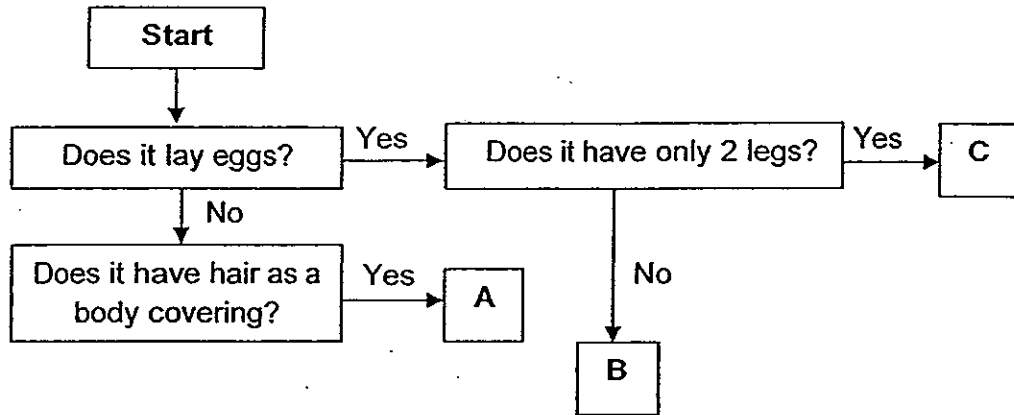 Start
Does it lay eggs?
Yes
Does it have only 2 legs?
Yes
C
No
Does it have hair as a
body covering?
Yes
A
No
B